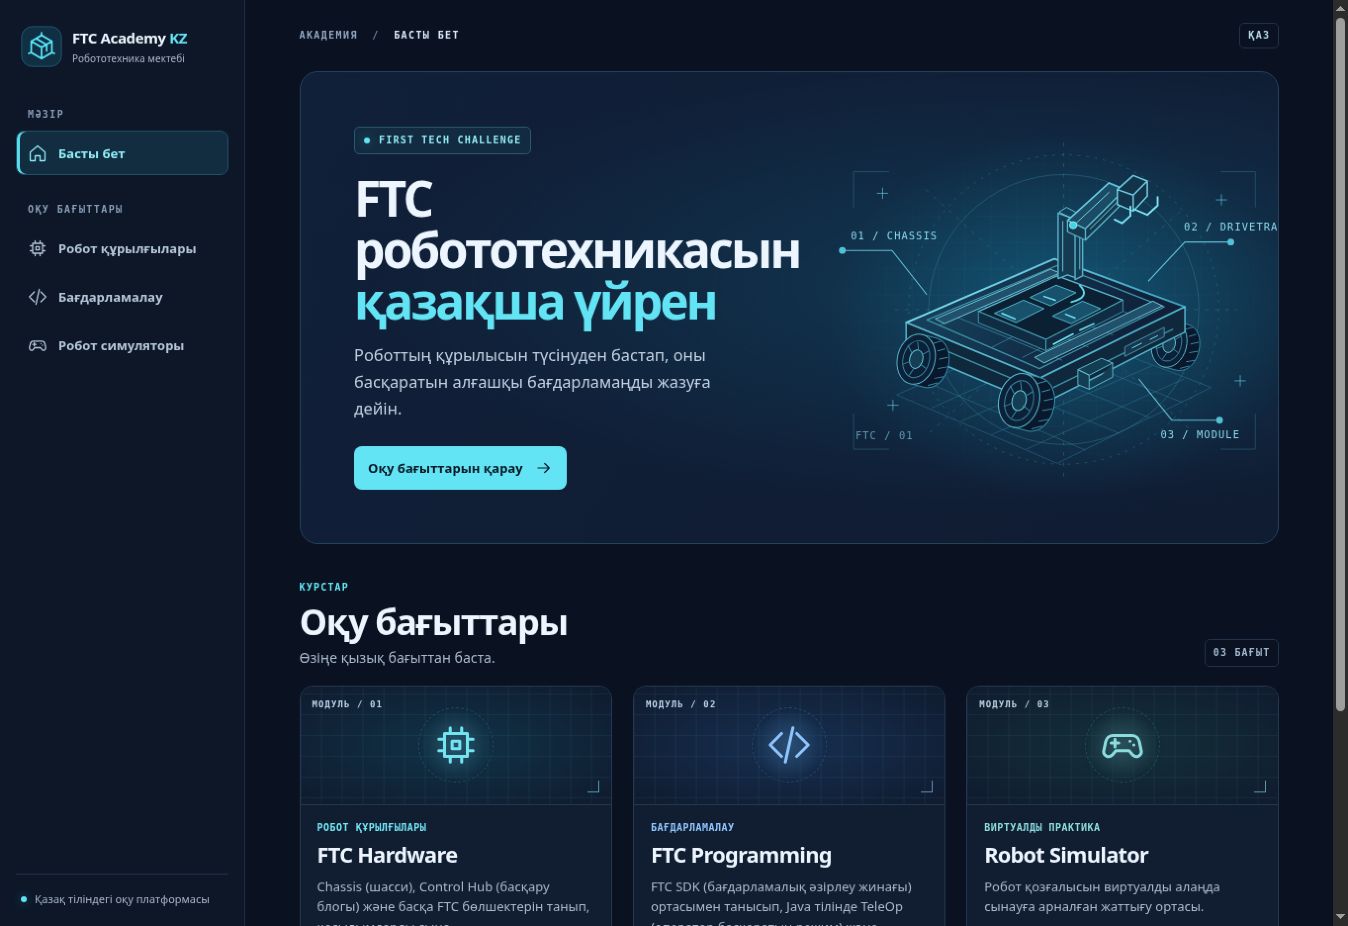 FTC Academy KZ
Робототехника мектебі
МӘЗІР
Басты бет
ОҚУ БАҒЫТТАРЫ
Робот құрылғылары
Бағдарламалау
Робот симуляторы
Қазақ тіліндегі оқу платформасы
АКАДЕМИЯ / БАСТЫ БЕТ
ҚАЗ
FIRST TECH CHALLENGE
FTC
робототехникасын
қазақша үйрен
Роботтың құрылысын түсінуден бастап, оны
басқаратын алғашқы бағдарламаңды жазуға
дейін.
Оқу бағыттарын қарау
01 / CHASSIS
02 / DRIVETRA
FTC / 01
03 / MODULE
КУРСТАР
Оқу бағыттары
Өзіңе қызық бағыттан баста.
03 БАҒЫТ
МОДУЛЬ / 01
РОБОТ ҚҰРЫЛҒЫЛАРЫ
FTC Hardware
Chassis (шасси), Control Hub (басқару
блогы) және басқа FTC бөлшектерін танып,
МОДУЛЬ / 02
БАҒДАРЛАМАЛАУ
FTC Programming
FTC SDK (бағдарламалық әзірлеу жинағы)
ортасымен танысып, Java тілінде TeleOp
МОДУЛЬ / 03
ВИРТУАЛДЫ ПРАКТИКА
Robot Simulator
Робот қозғалысын виртуалды алаңда
сынауға арналған жаттығу ортасы.